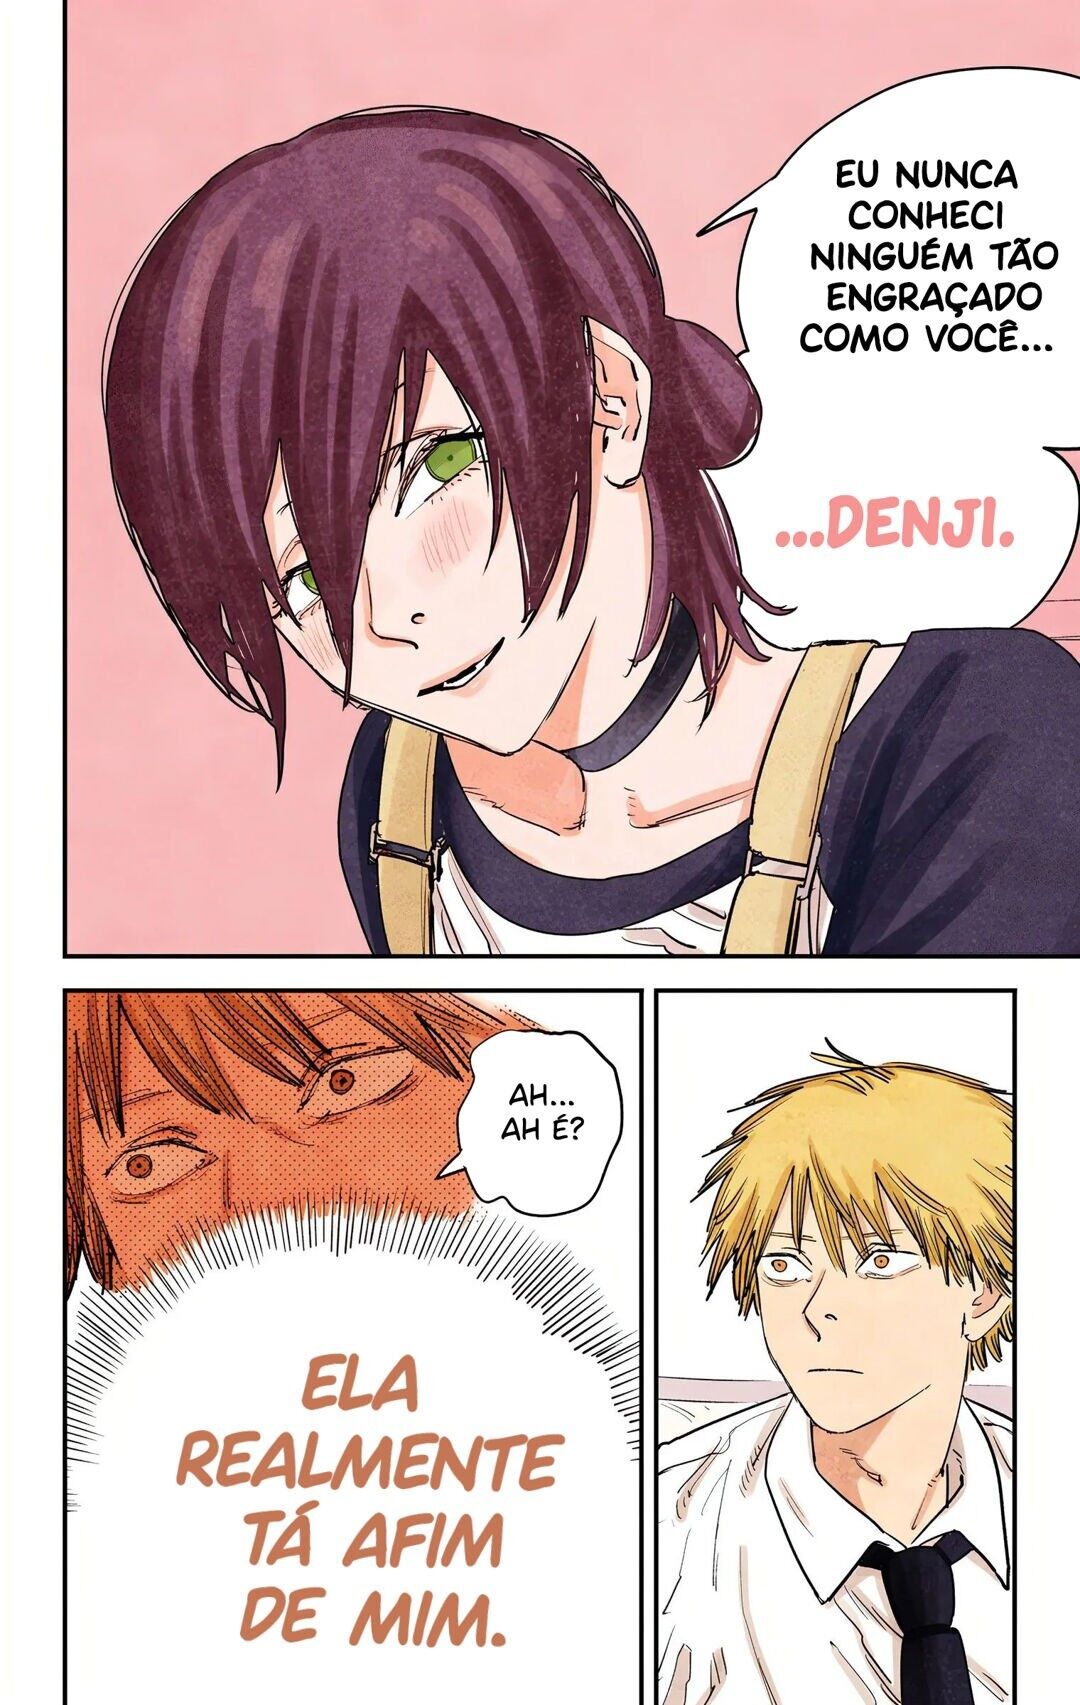 EU NUNCA
CONHECI
NINGUÉM TÃO
ENGRAÇADO
COMO VOCÊ...
...DENJI.
AH...
AH É?
ELA
REALMENTE
TÁ AFIM
DE MIM.